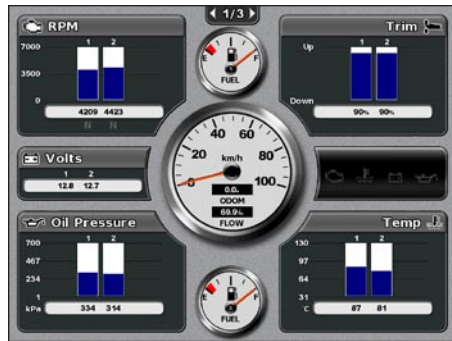 1/3
RPM
1 2
7000
3500
0
4209 4423
N N
E F
FUEL
Trim
1 2
Up
Down
90% 90%
Volts
1 2
12.8 12.7
0 20 40 60 80 100
km/h
0.0
ODOM
69.9
FLOW
Oil Pressure
1 2
700
467
234
1
kPa 334 314
E F
FUEL
Temp
1 2
130
97
64
31
C 87 81